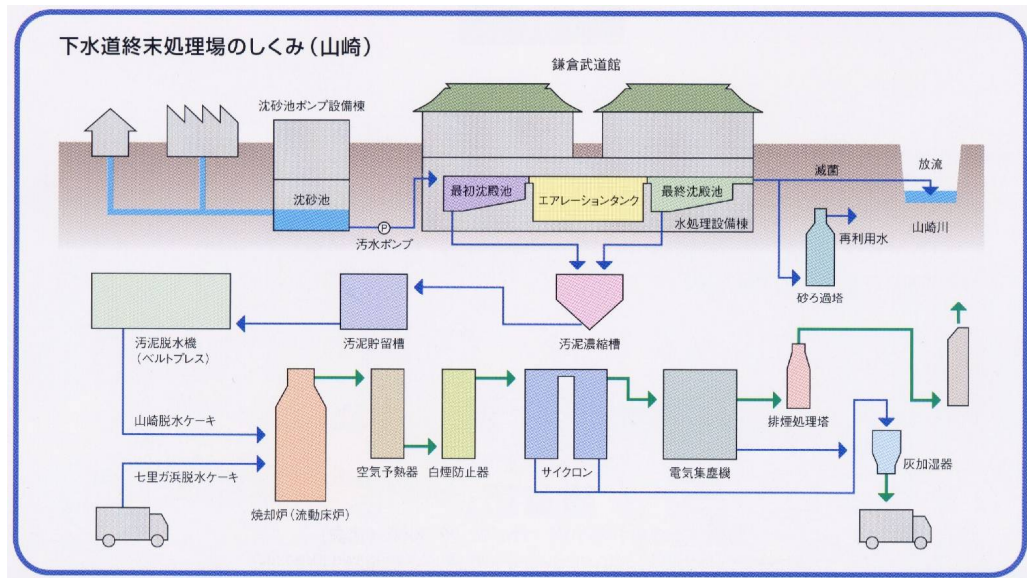 下水道終末処理場のしくみ（山崎）
鎌倉武道館
沈砂池ポンプ設備棟
沈砂池
P
汚水ポンプ
最初沈殿池
エアレーションタンク
最終沈殿池
水処理設備棟
滅菌
放流
山崎川
再利用水
砂ろ過塔
汚泥脱水機
（ベルトプレス）
汚泥貯留槽
汚泥濃縮槽
山崎脱水ケーキ
七里ガ浜脱水ケーキ
焼却炉（流動床炉）
空気予熱器
白煙防止器
サイクロン
電気集塵機
排煙処理塔
灰加湿器